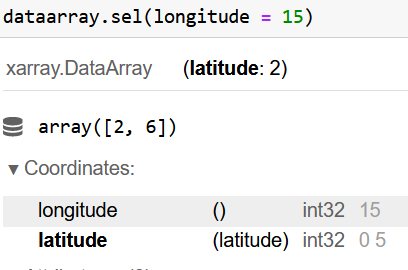 dataarray.sel(longitude = 15)
xarray.DataArray (latitude: 2)
array([2, 6])
▼ Coordinates:
longitude () int32 15
latitude (latitude) int32 0 5